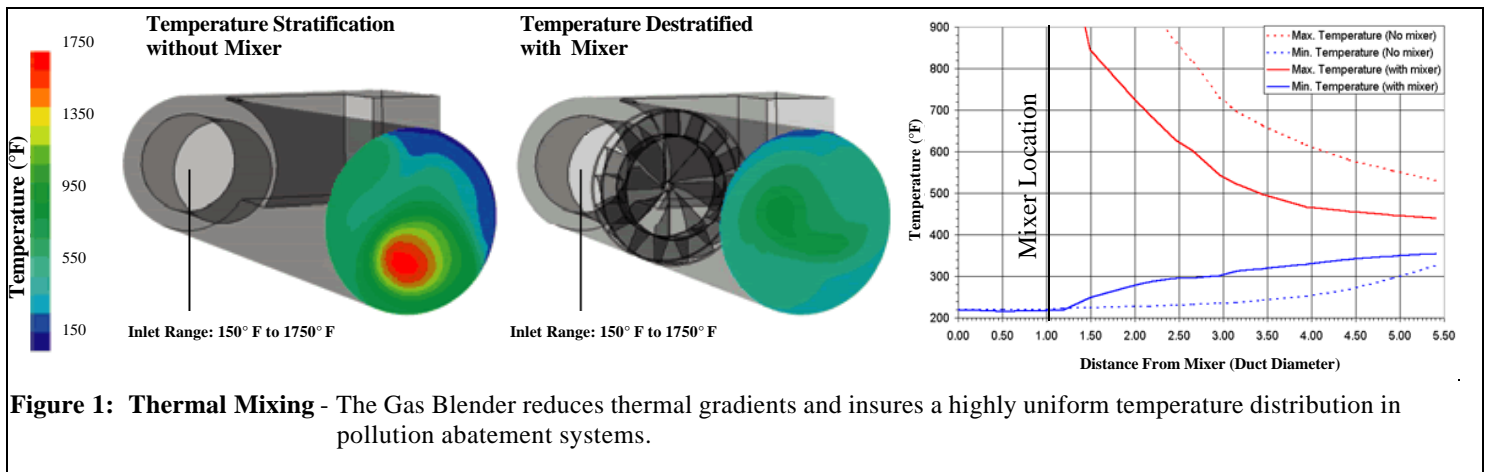 Temperature Stratification
without Mixer
Temperature (°F)
1750
1350
950
550
150
Inlet Range: 150° F to 1750° F
Temperature Destratified
with Mixer
Inlet Range: 150° F to 1750° F
Temperature (°F)
900
800
700
600
500
400
300
200
Mixer Location
Max. Temperature (No mixer)
Min. Temperature (No mixer)
Max. Temperature (with mixer)
Min. Temperature (with mixer)
0.00 0.50 1.00 1.50 2.00 2.50 3.00 3.50 4.00 4.50 5.00 5.50
Distance From Mixer (Duct Diameter)
Figure 1: Thermal Mixing - The Gas Blender reduces thermal gradients and insures a highly uniform temperature distribution in
pollution abatement systems.